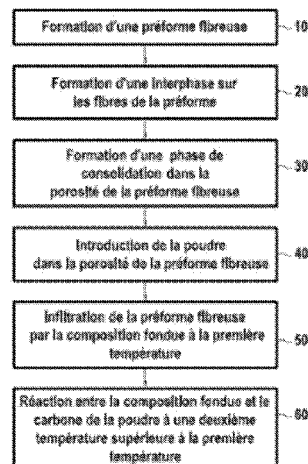 Formation d'une préforme fibreuse
10
Formation d'une interphase sur
les fibres de la préforme
20
Formation d'une phase de
consolidation dans la
porosité de la préforme fibreuse
30
Introduction de la poudre
dans la porosité de la préforme fibreuse
40
Infiltration de la préforme fibreuse
par la composition fondue à la première
température
50
Réaction entre la composition fondue et le
carbone de la poudre à une deuxième
température supérieure à la première
température
60